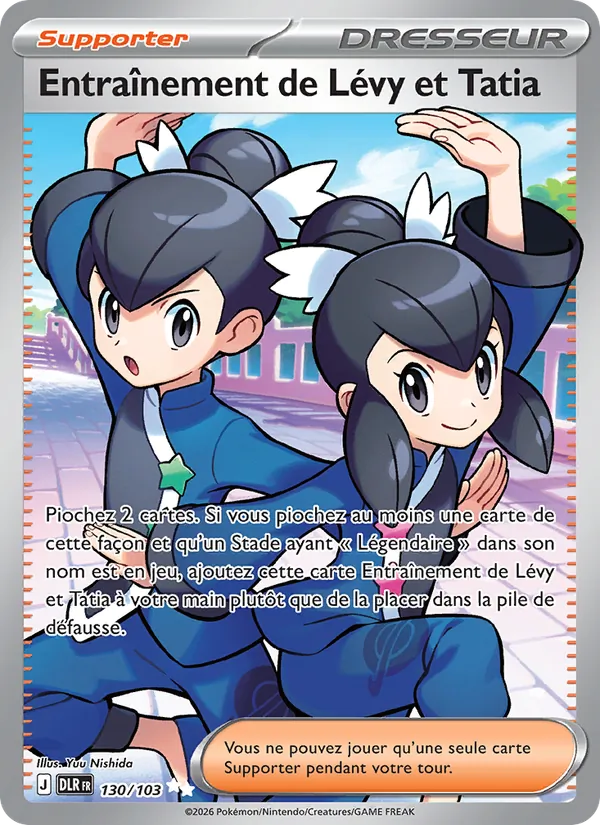 Supporter
DRESSEUR
Entraînement de Lévy et Tatia
Piochez 2 cartes. Si vous piochez au moins une carte de
cette façon et qu'un Stade ayant « Légendaire » dans son
nom est en jeu, ajoutez cette carte Entraînement de Lévy
et Tatia à votre main plutôt que de la placer dans la pile de
défausse.
Vous ne pouvez jouer qu'une seule carte
Supporter pendant votre tour.
Illus. Yuu Nishida
J DLR FR 130/103
©2026 Pokémon/Nintendo/Creatures/GAME FREAK